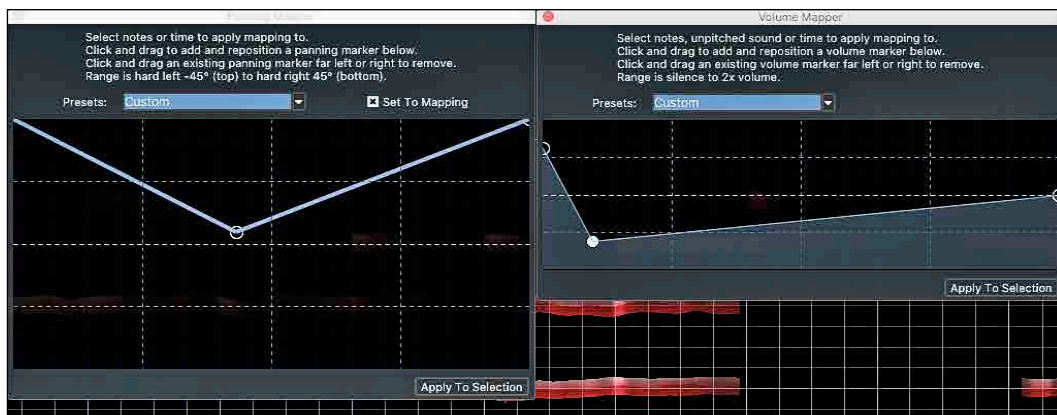 Panning Mapper
Select notes or time to apply mapping to.
Click and drag to add and reposition a panning marker below.
Click and drag an existing panning marker far left or right to remove.
Range is hard left -45° (top) to hard right 45° (bottom).
Presets: Custom
Set To Mapping
Apply To Selection
Volume Mapper
Select notes, unpitched sound or time to apply mapping to.
Click and drag to add and reposition a volume marker below.
Click and drag an existing volume marker far left or right to remove.
Range is silence to 2x volume.
Presets: Custom
Apply To Selection